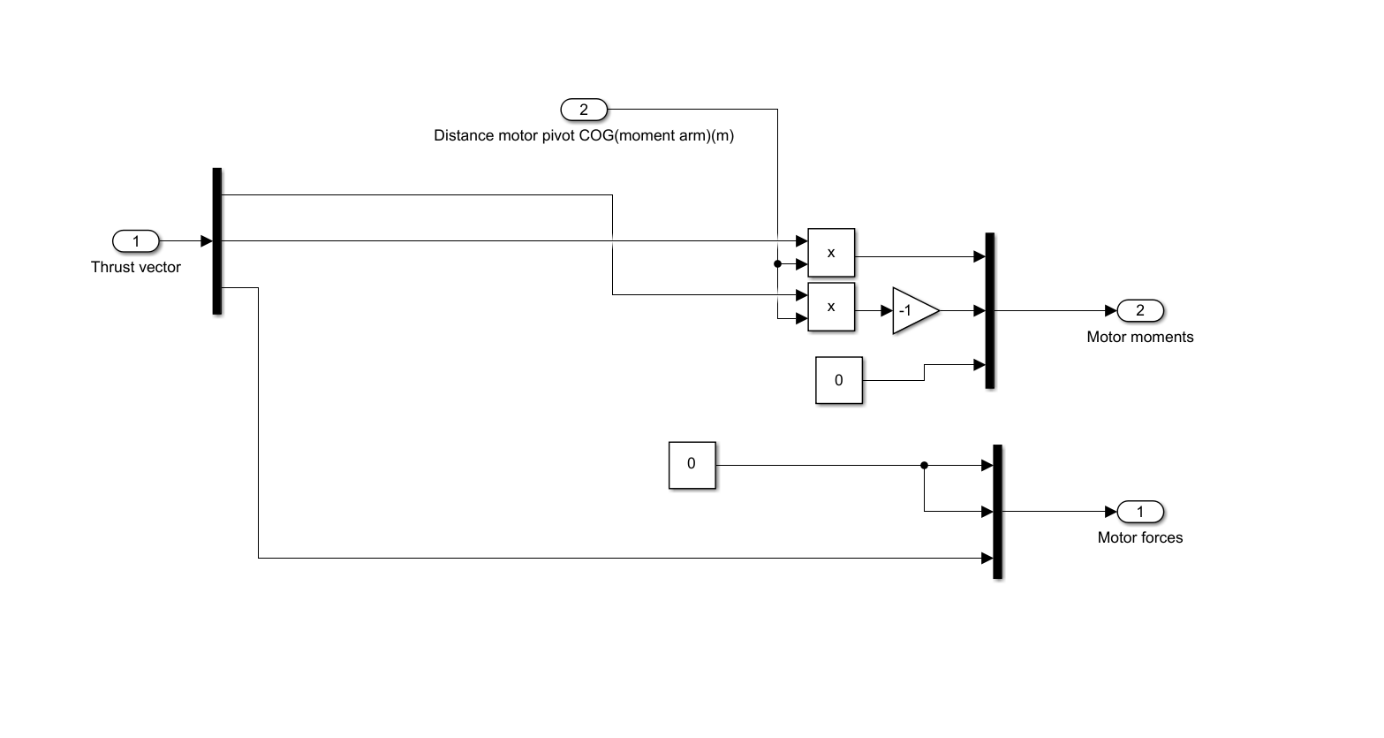 2
Distance motor pivot COG(moment arm)(m)
1
Thrust vector
x
x
-1
2
Motor moments
0
0
1
Motor forces